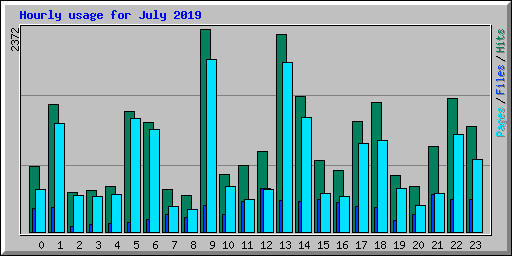 Hourly usage for July 2019
2372
Pages/Files/Hits
0 1 2 3 4 5 6 7 8 9 10 11 12 13 14 15 16 17 18 19 20 21 22 23